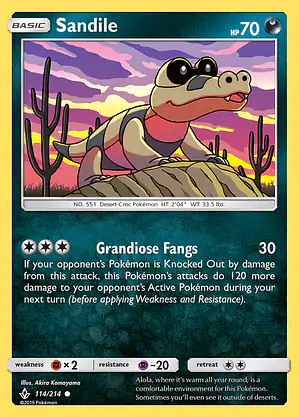 BASIC Sandile HP70
NO. 551 Desert Croc Pokémon HT: 2'04" WT: 33.5 lbs.
Grandiose Fangs 30
If your opponent's Pokémon is Knocked Out by damage
from this attack, this Pokémon's attacks do 120 more
damage to your opponent's Active Pokémon during your
next turn (before applying Weakness and Resistance).
weakness ×2 resistance -20 retreat
Illus. Akira Komayama
114/214
©2019 Pokémon
Alola, where it's warm all year round, is a
comfortable environment for this Pokémon.
Sometimes you'll even see it outside of deserts.